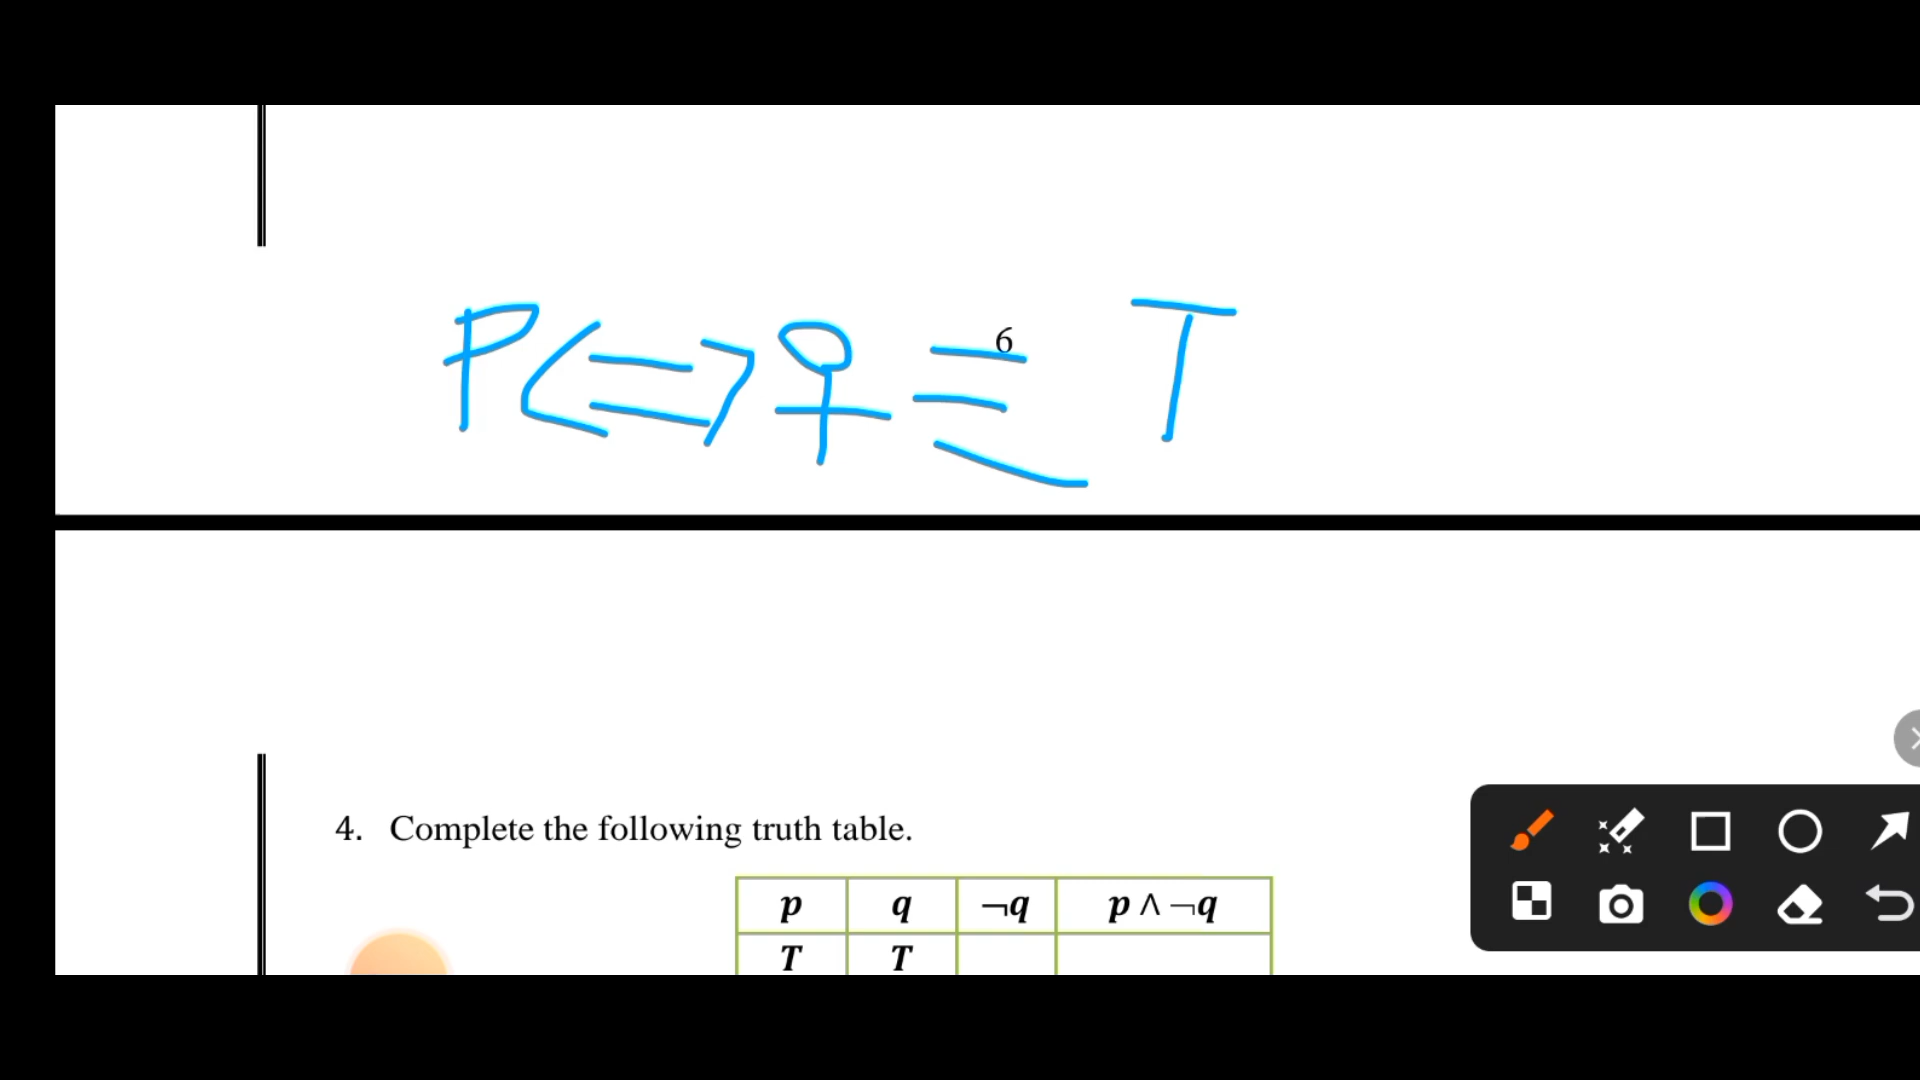 P<=>q ≡ T
6
4. Complete the following truth table.
p q ¬q p ∧ ¬q
T T